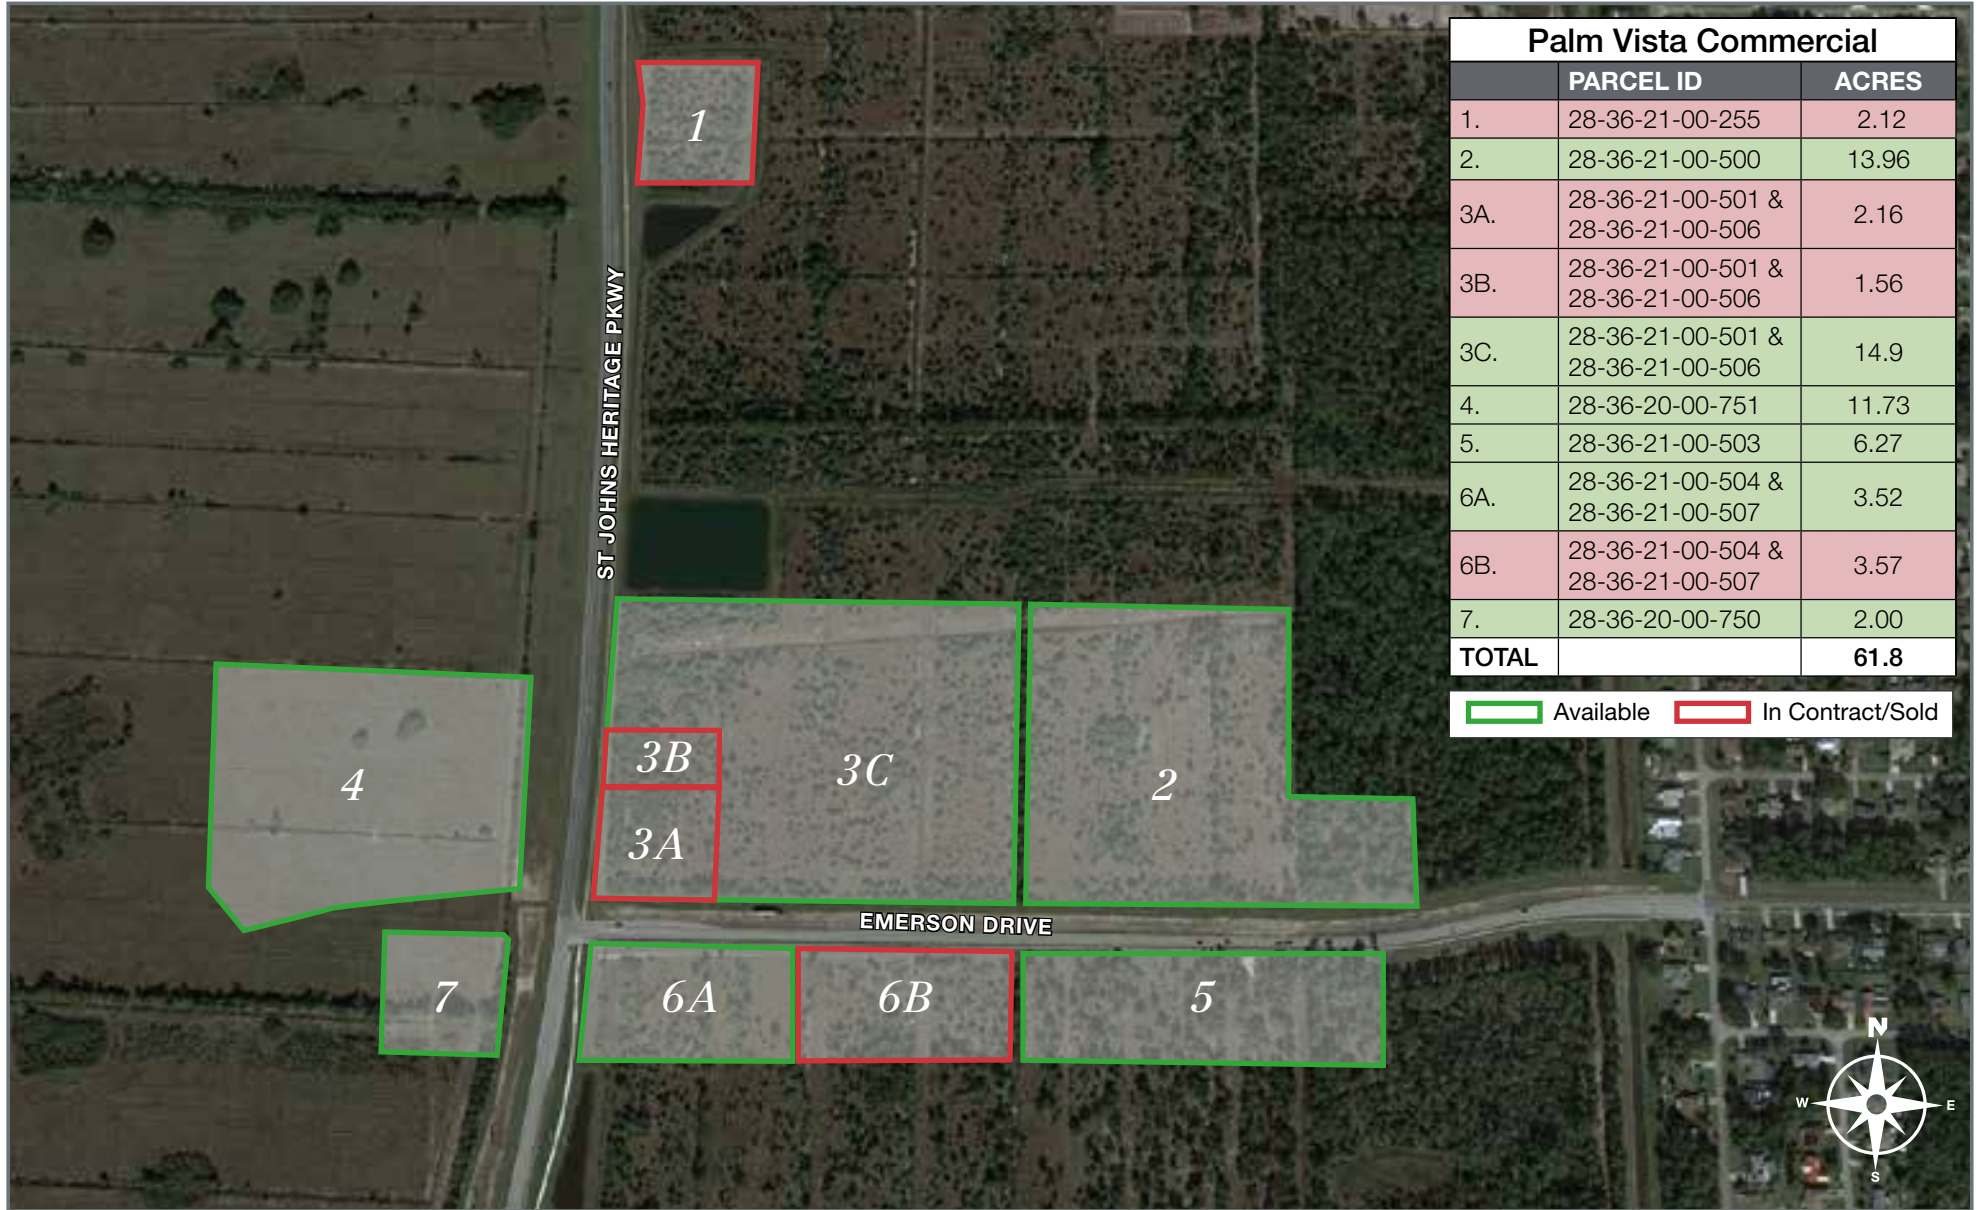 Palm Vista Commercial
PARCEL ID ACRES
1. 28-36-21-00-255 2.12
2. 28-36-21-00-500 13.96
3A. 28-36-21-00-501 &
28-36-21-00-506 2.16
3B. 28-36-21-00-501 &
28-36-21-00-506 1.56
3C. 28-36-21-00-501 &
28-36-21-00-506 14.9
4. 28-36-20-00-751 11.73
5. 28-36-21-00-503 6.27
6A. 28-36-21-00-504 &
28-36-21-00-507 3.52
6B. 28-36-21-00-504 &
28-36-21-00-507 3.57
7. 28-36-20-00-750 2.00
TOTAL 61.8
Available In Contract/Sold
1
ST JOHNS HERITAGE PKWY
3B
3C
2
4
3A
EMERSON DRIVE
7
6A
6B
5
N
W
E
S